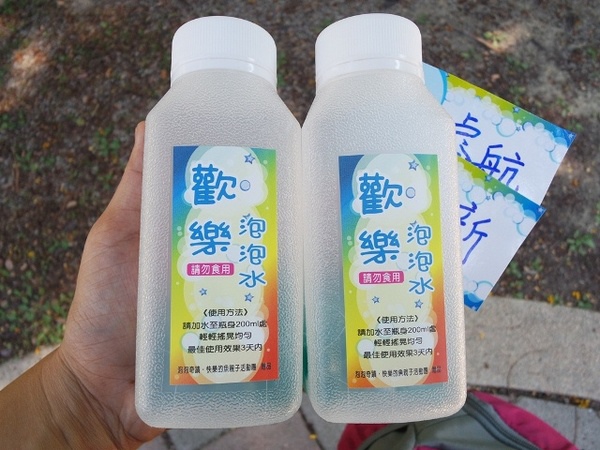 歡樂
泡泡水
請勿食用
《使用方法》
請加水至瓶身200ml處
輕輕搖晃均勻
最佳使用效果3天內
歡樂
泡泡水
請勿食用
《使用方法》
請加水至瓶身200ml處
輕輕搖晃均勻
最佳使用效果3天內
航
新